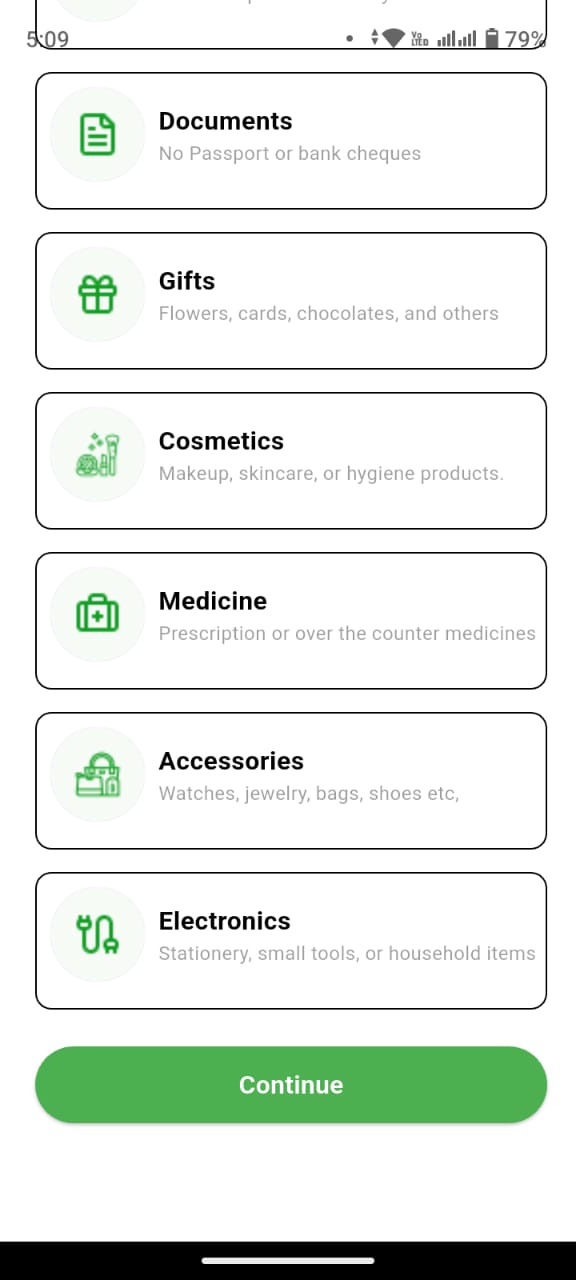 5:09
Vo
LTED
79%
Documents
No Passport or bank cheques
Gifts
Flowers, cards, chocolates, and others
Cosmetics
Makeup, skincare, or hygiene products.
Medicine
Prescription or over the counter medicines
Accessories
Watches, jewelry, bags, shoes etc,
Electronics
Stationery, small tools, or household items
Continue